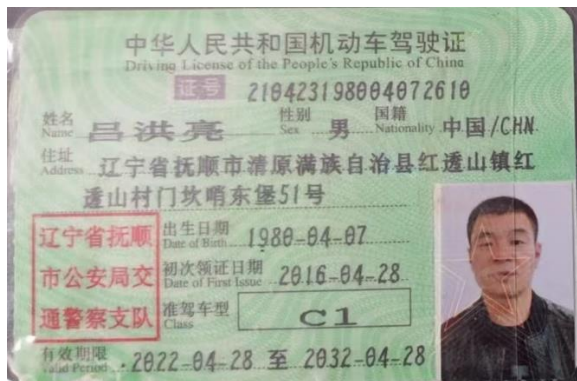 中华人民共和国机动车驾驶证
Driving License of the People's Republic of China
证号 210423198004072610
姓名 Name 吕洪亮 性别 Sex 男 国籍 Nationality 中国/CHN
住址 Address 辽宁省抚顺市清原满族自治县红透山镇红
透山村门坎哨东堡51号
辽宁省抚顺
市公安局交
通警察支队
出生日期 Date of Birth 1980-04-07
初次领证日期 Date of First Issue 2016-04-28
准驾车型 Class C1
有效期限 Valid Period 2022-04-28 至 2032-04-28